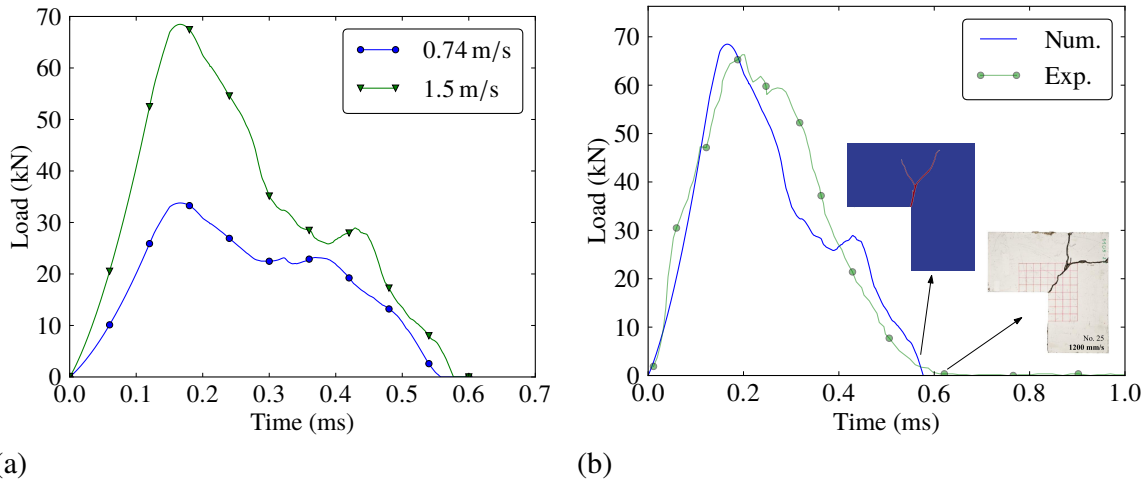 70
60
50
40
30
20
10
0
0.0 0.1 0.2 0.3 0.4 0.5 0.6 0.7
Load (kN)
Time (ms)
0.74 m/s
1.5 m/s
(a)
70
60
50
40
30
20
10
0
0.0 0.2 0.4 0.6 0.8 1.0
Load (kN)
Time (ms)
Num.
Exp.
No. 25
1200 mm/s
(b)